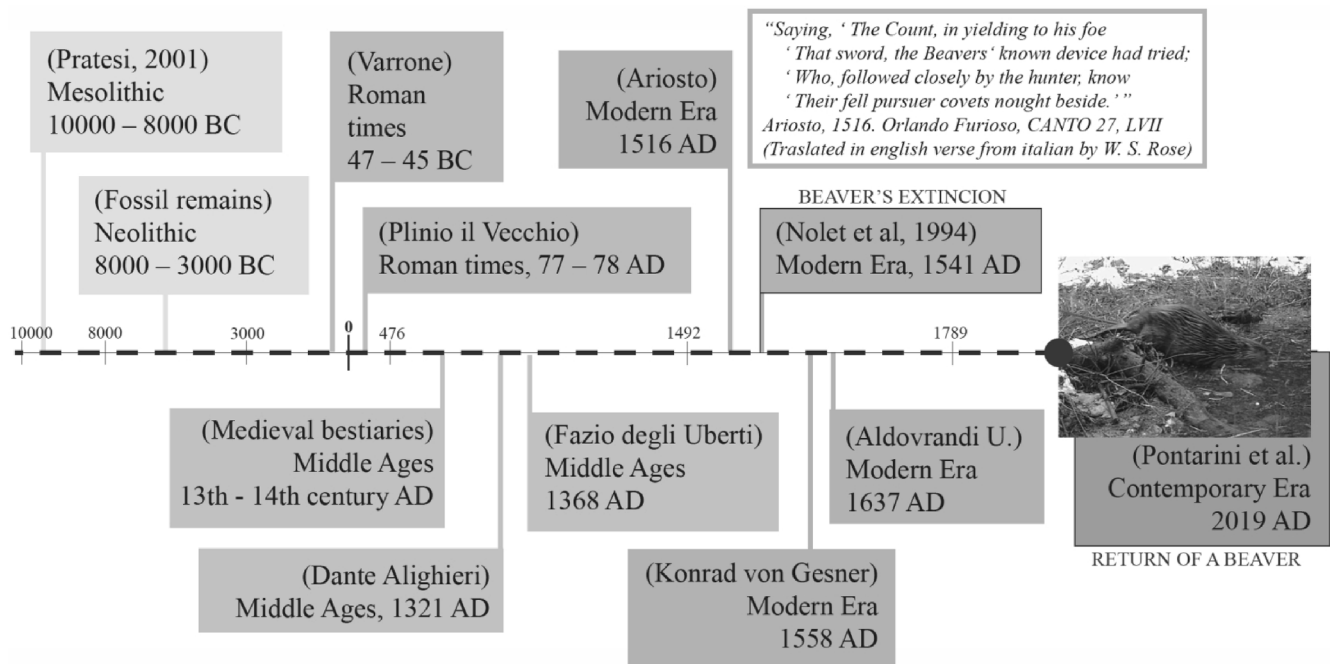 (Pratesi, 2001)
Mesolithic
10000 – 8000 BC
(Fossil remains)
Neolithic
8000 – 3000 BC
(Varrone)
Roman
times
47 – 45 BC
(Plinio il Vecchio)
Roman times, 77 – 78 AD
(Ariosto)
Modern Era
1516 AD
“Saying, ‘ The Count, in yielding to his foe
‘ That sword, the Beavers‘ known device had tried;
‘ Who, followed closely by the hunter, know
‘ Their fell pursuer covets nought beside.’”
Ariosto, 1516. Orlando Furioso, CANTO 27, LVII
(Traslated in english verse from italian by W. S. Rose)
BEAVER’S EXTINCION
(Nolet et al, 1994)
Modern Era, 1541 AD
10000 8000 3000 0 476 1492 1789
(Medieval bestiaries)
Middle Ages
13th - 14th century AD
(Dante Alighieri)
Middle Ages, 1321 AD
(Fazio degli Uberti)
Middle Ages
1368 AD
(Konrad von Gesner)
Modern Era
1558 AD
(Aldovrandi U.)
Modern Era
1637 AD
(Pontarini et al.)
Contemporary Era
2019 AD
RETURN OF A BEAVER